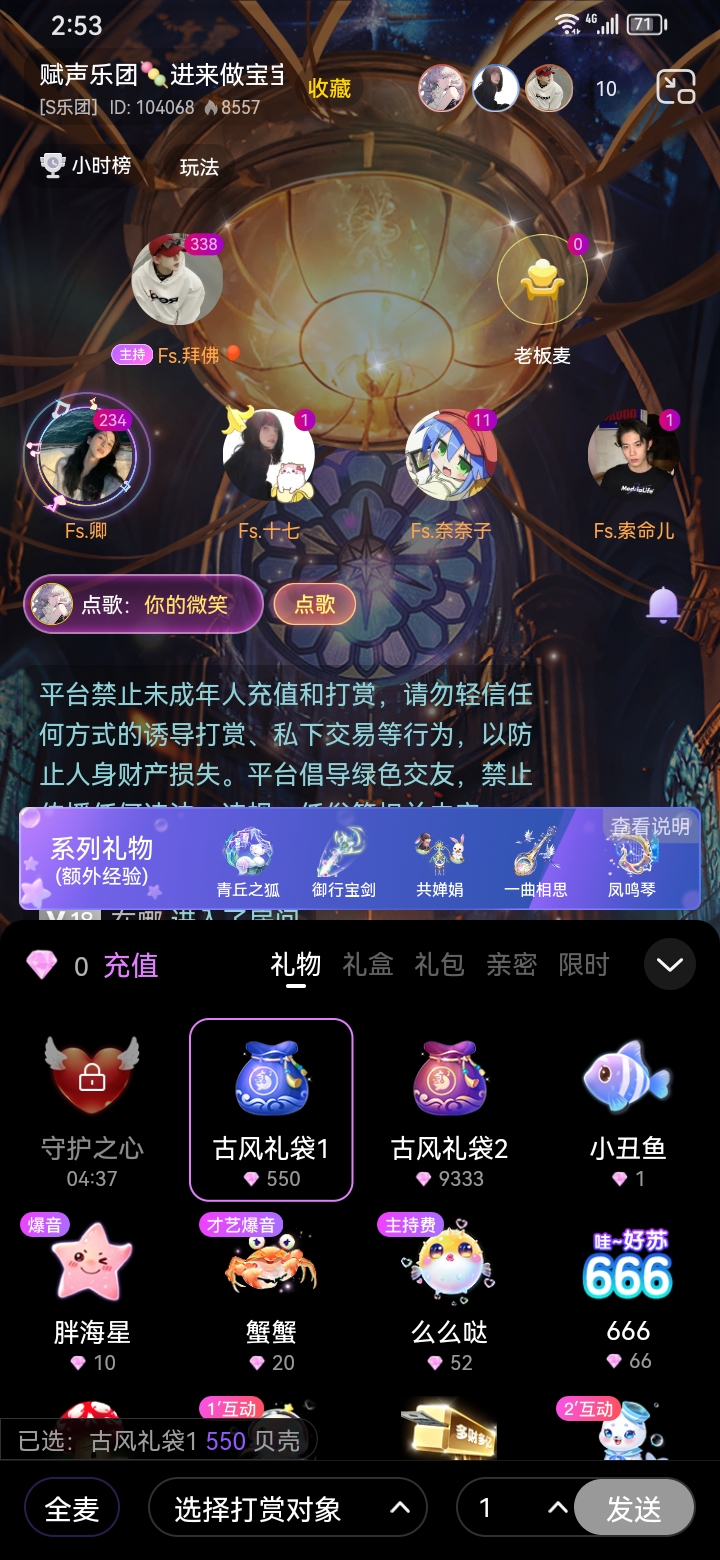 2:53
4G
71
赋声乐团🍡进来做宝
收藏
10
[S乐团] ID: 104068 8557
小时榜 玩法
338
0
主持 Fs.拜佛🎈
老板麦
234
1
11
1
Fs.卿
Fs.十七
Fs.奈奈子
Fs.索命儿
点歌: 你的微笑
点歌
平台禁止未成年人充值和打赏，请勿轻信任
何方式的诱导打赏、私下交易等行为，以防
止人身财产损失。平台倡导绿色交友，禁止
系列礼物
(额外经验)
查看说明
青丘之狐
御行宝剑
共婵娟
一曲相思
凤鸣琴
进入了房间
0 充值
礼物 礼盒 礼包 亲密 限时
守护之心
04:37
古风礼袋1
550
古风礼袋2
9333
小丑鱼
1
爆音
胖海星
10
才艺爆音
蟹蟹
20
主持费
么么哒
52
哇~好苏
666
666
66
1'互动
多财多亿
2'互动
已选: 古风礼袋1 550 贝壳
全麦
选择打赏对象
1
发送